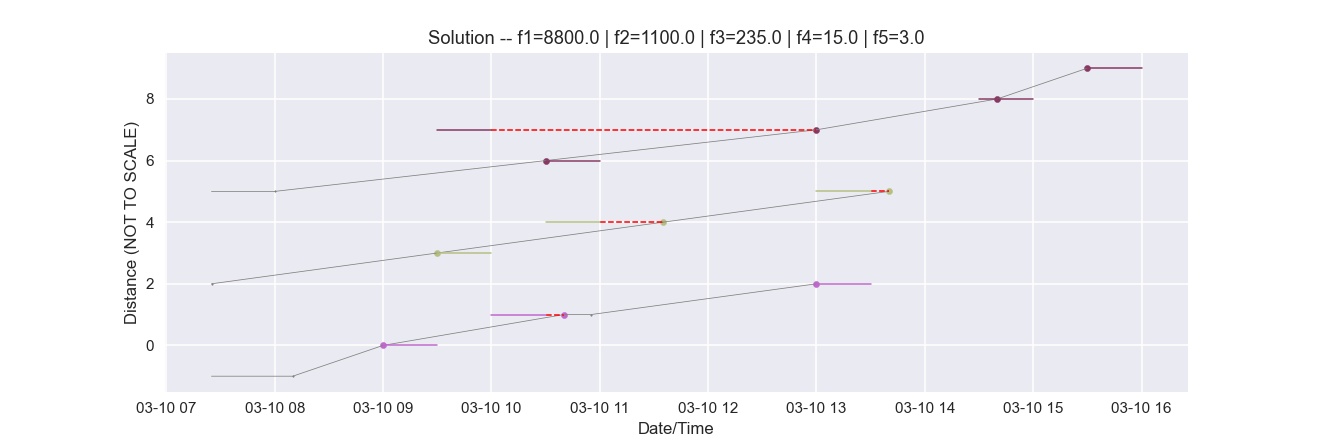 Solution -- f1=8800.0 | f2=1100.0 | f3=235.0 | f4=15.0 | f5=3.0
Distance (NOT TO SCALE)
8
6
4
2
0
03-10 07 03-10 08 03-10 09 03-10 10 03-10 11 03-10 12 03-10 13 03-10 14 03-10 15 03-10 16
Date/Time